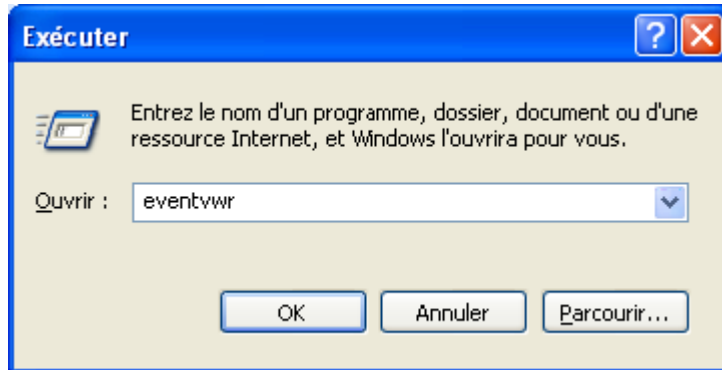 Exécuter
Entrez le nom d'un programme, dossier, document ou d'une
ressource Internet, et Windows l'ouvrira pour vous.
Ouvrir : eventvwr
OK Annuler Parcourir...